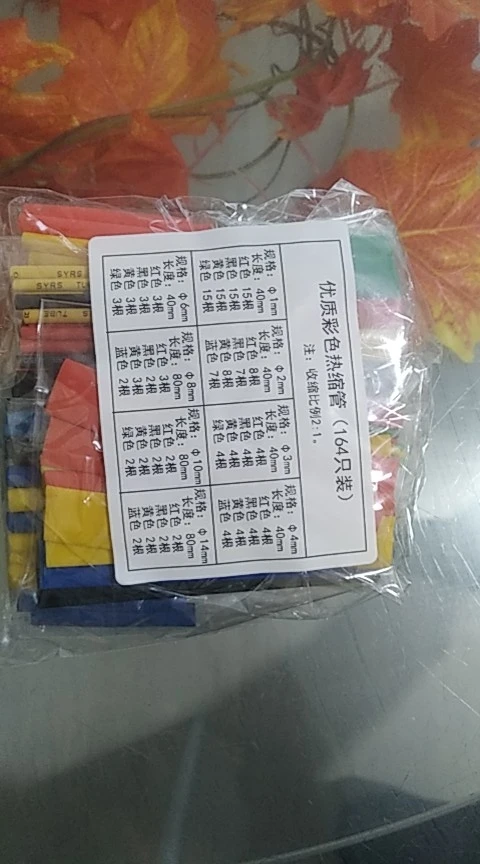 优质彩色热缩管（164只装）
注：收缩比例2:1。
规格：Φ1mm
长度：40mm
红色 15根
黑色 15根
黄色 15根
绿色 15根
规格：Φ2mm
长度：40mm
红色 8根
黑色 7根
黄色 8根
蓝色 7根
规格：Φ3mm
长度：40mm
红色 4根
黑色 4根
黄色 4根
绿色 4根
规格：Φ4mm
长度：40mm
红色 4根
黑色 4根
黄色 4根
蓝色 4根
规格：Φ6mm
长度：40mm
红色 3根
黑色 3根
黄色 3根
绿色 3根
规格：Φ8mm
长度：80mm
红色 3根
黑色 2根
黄色 3根
蓝色 2根
规格：Φ10mm
长度：80mm
红色 2根
黑色 2根
黄色 2根
绿色 2根
规格：Φ14mm
长度：80mm
红色 2根
黑色 2根
黄色 2根
蓝色 2根
SYRS
SYRS TU
TUBE